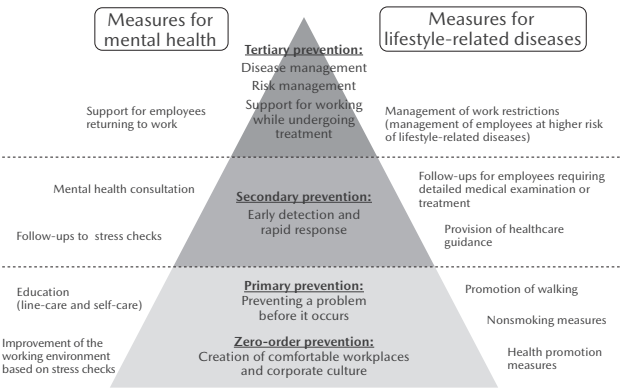 Measures for
mental health
Measures for
lifestyle-related diseases
Tertiary prevention:
Disease management
Risk management
Support for working
while undergoing
treatment
Support for employees
returning to work
Management of work restrictions
(management of employees at higher risk
of lifestyle-related diseases)
Mental health consultation
Follow-ups to stress checks
Secondary prevention:
Early detection and
rapid response
Follow-ups for employees requiring
detailed medical examination or
treatment
Provision of healthcare
guidance
Education
(line-care and self-care)
Improvement of the
working environment
based on stress checks
Primary prevention:
Preventing a problem
before it occurs
Zero-order prevention:
Creation of comfortable workplaces
and corporate culture
Promotion of walking
Nonsmoking measures
Health promotion
measures